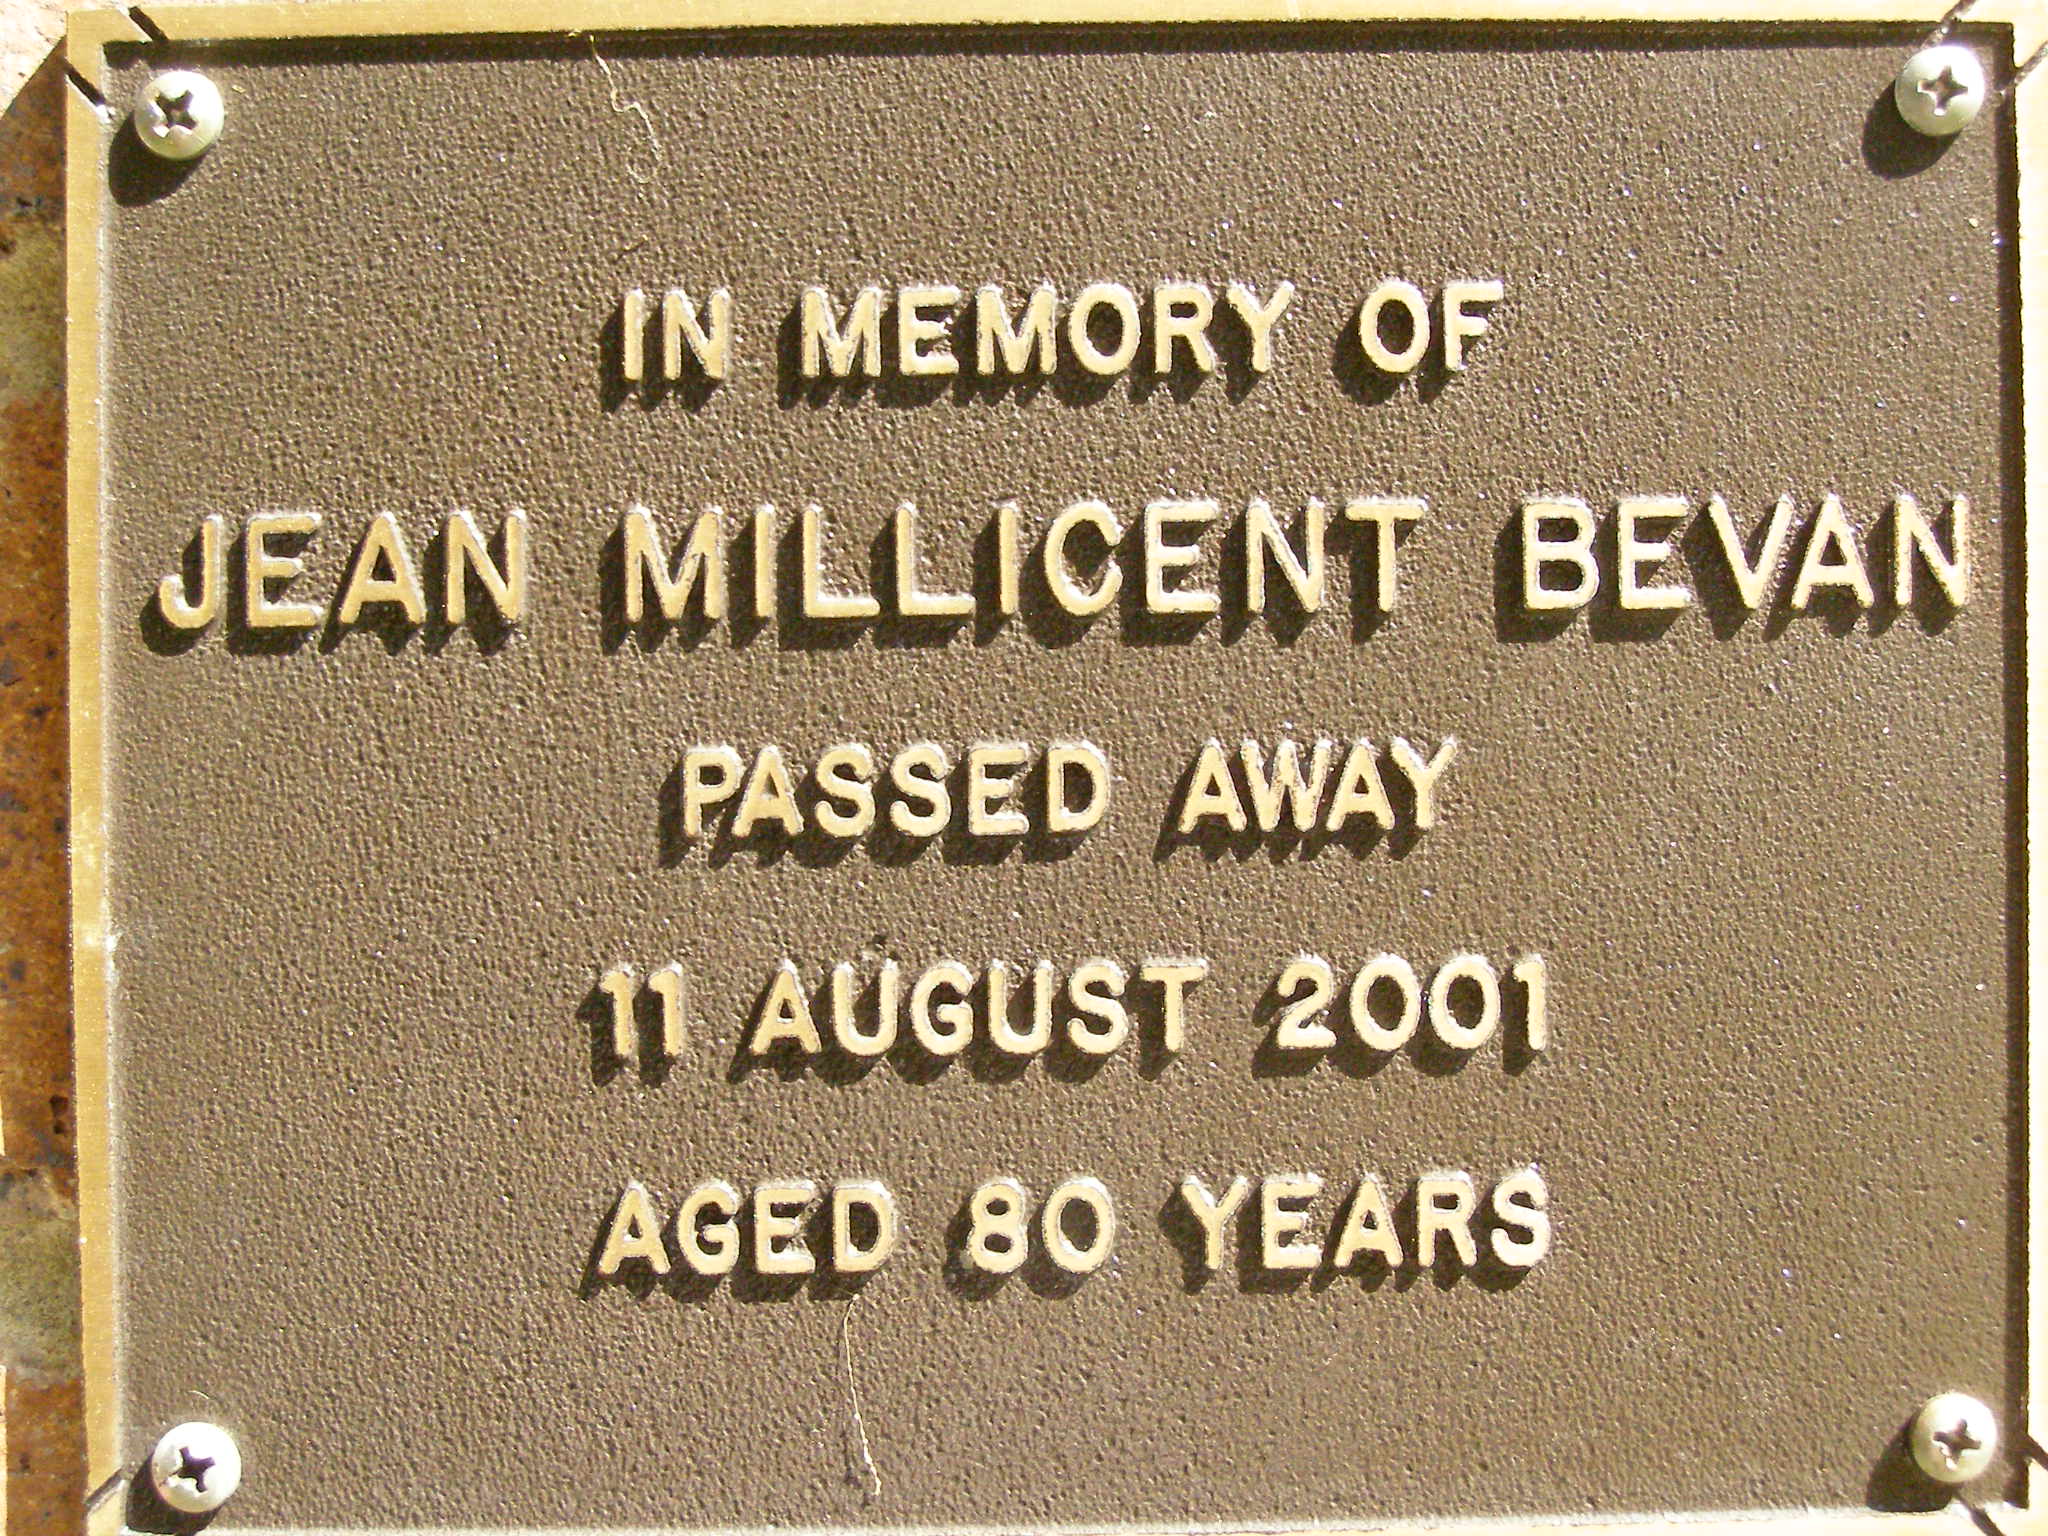 IN MEMORY OF
JEAN MILLICENT BEVAN
PASSED AWAY
11 AUGUST 2001
AGED 80 YEARS